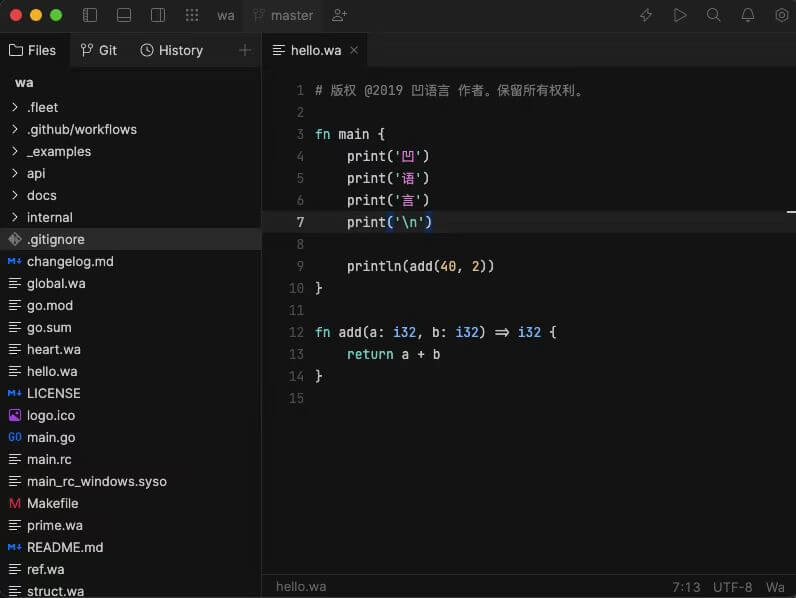 wa
master
Files
Git
History
hello.wa
wa
.fleet
.github/workflows
_examples
api
docs
internal
.gitignore
M↓ changelog.md
global.wa
go.mod
go.sum
heart.wa
hello.wa
M↓ LICENSE
logo.ico
GO main.go
main.rc
main_rc_windows.syso
M Makefile
prime.wa
M↓ README.md
ref.wa
struct.wa
1 # 版权 @2019 凹语言 作者。保留所有权利。
2
3 fn main {
4 print('凹')
5 print('语')
6 print('言')
7 print('\n')
8
9 println(add(40, 2))
10 }
11
12 fn add(a: i32, b: i32) => i32 {
13 return a + b
14 }
15
hello.wa
7:13 UTF-8 Wa